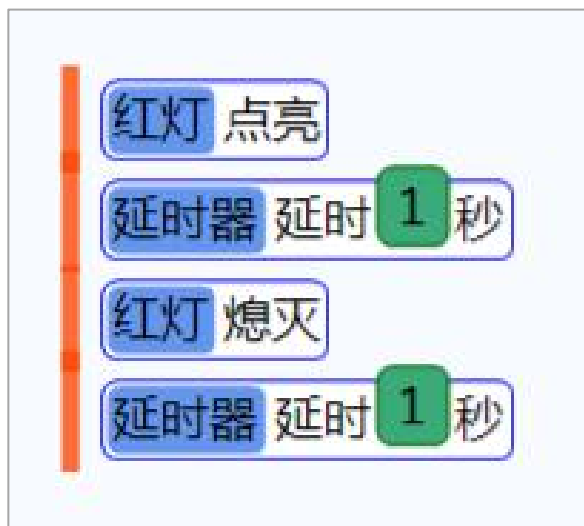 红灯 点亮
延时器 延时 1 秒
红灯 熄灭
延时器 延时 1 秒